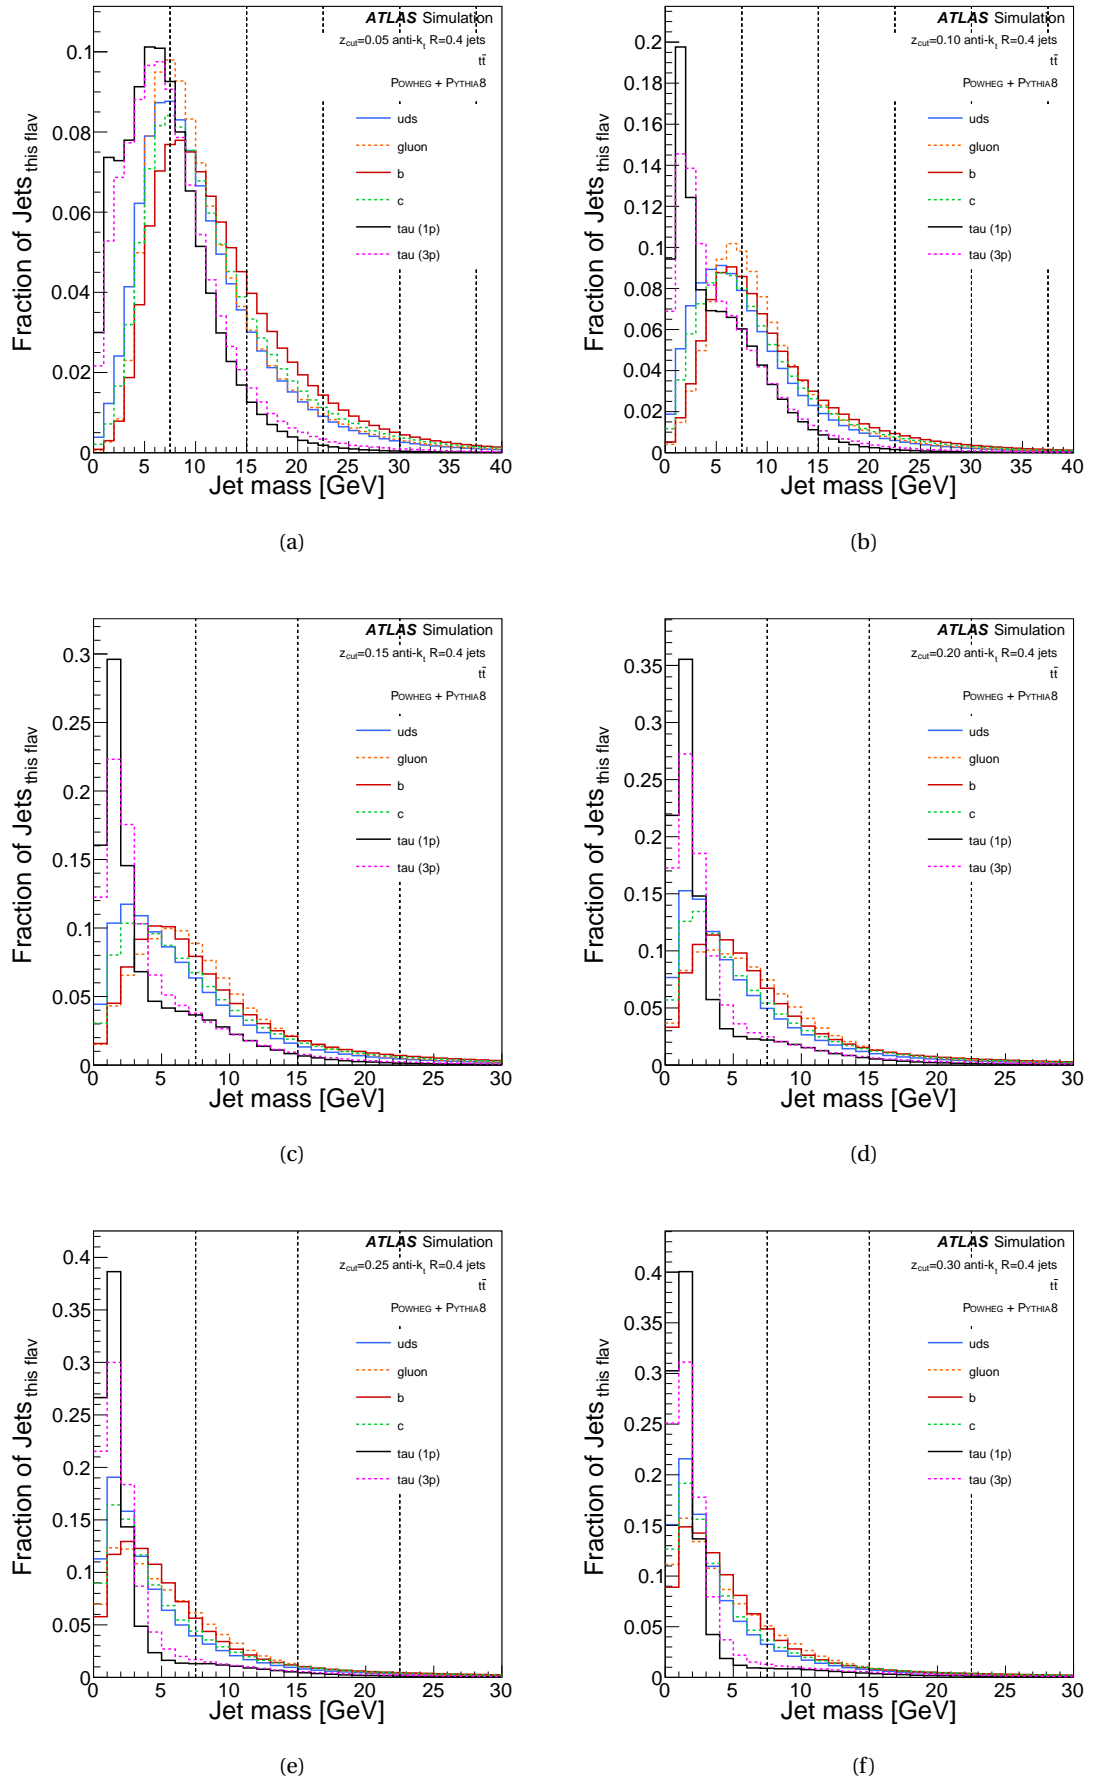 ATLAS Simulation
z_cut=0.05 anti-k_t R=0.4 jets
tt̄
POWHEG + PYTHIA8
uds
gluon
b
c
tau (1p)
tau (3p)
Fraction of Jets this flav
0.1
0.08
0.06
0.04
0.02
0
0 5 10 15 20 25 30 35 40
Jet mass [GeV]
(a)
ATLAS Simulation
z_cut=0.10 anti-k_t R=0.4 jets
tt̄
POWHEG + PYTHIA8
uds
gluon
b
c
tau (1p)
tau (3p)
Fraction of Jets this flav
0.2
0.18
0.16
0.14
0.12
0.1
0.08
0.06
0.04
0.02
0
0 5 10 15 20 25 30 35 40
Jet mass [GeV]
(b)
ATLAS Simulation
z_cut=0.15 anti-k_t R=0.4 jets
tt̄
POWHEG + PYTHIA8
uds
gluon
b
c
tau (1p)
tau (3p)
Fraction of Jets this flav
0.3
0.25
0.2
0.15
0.1
0.05
0
0 5 10 15 20 25 30
Jet mass [GeV]
(c)
ATLAS Simulation
z_cut=0.20 anti-k_t R=0.4 jets
tt̄
POWHEG + PYTHIA8
uds
gluon
b
c
tau (1p)
tau (3p)
Fraction of Jets this flav
0.35
0.3
0.25
0.2
0.15
0.1
0.05
0
0 5 10 15 20 25 30
Jet mass [GeV]
(d)
ATLAS Simulation
z_cut=0.25 anti-k_t R=0.4 jets
tt̄
POWHEG + PYTHIA8
uds
gluon
b
c
tau (1p)
tau (3p)
Fraction of Jets this flav
0.4
0.35
0.3
0.25
0.2
0.15
0.1
0.05
0
0 5 10 15 20 25 30
Jet mass [GeV]
(e)
ATLAS Simulation
z_cut=0.30 anti-k_t R=0.4 jets
tt̄
POWHEG + PYTHIA8
uds
gluon
b
c
tau (1p)
tau (3p)
Fraction of Jets this flav
0.4
0.35
0.3
0.25
0.2
0.15
0.1
0.05
0
0 5 10 15 20 25 30
Jet mass [GeV]
(f)